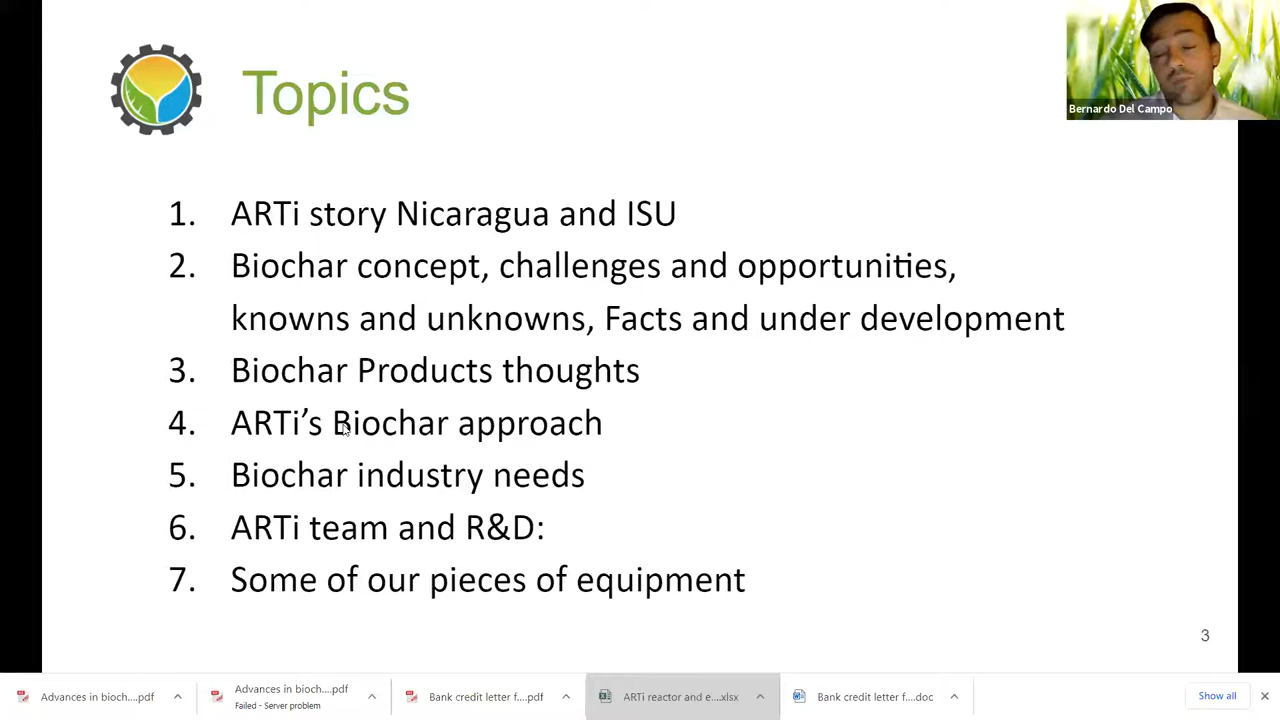 Topics
Bernardo Del Campo
1. ARTi story Nicaragua and ISU
2. Biochar concept, challenges and opportunities,
knowns and unknowns, Facts and under development
3. Biochar Products thoughts
4. ARTi’s Biochar approach
5. Biochar industry needs
6. ARTi team and R&D:
7. Some of our pieces of equipment
3
Advances in bioch....pdf
Advances in bioch....pdf
Failed - Server problem
Bank credit letter f....pdf
ARTi reactor and e....xlsx
Bank credit letter f....doc
Show all